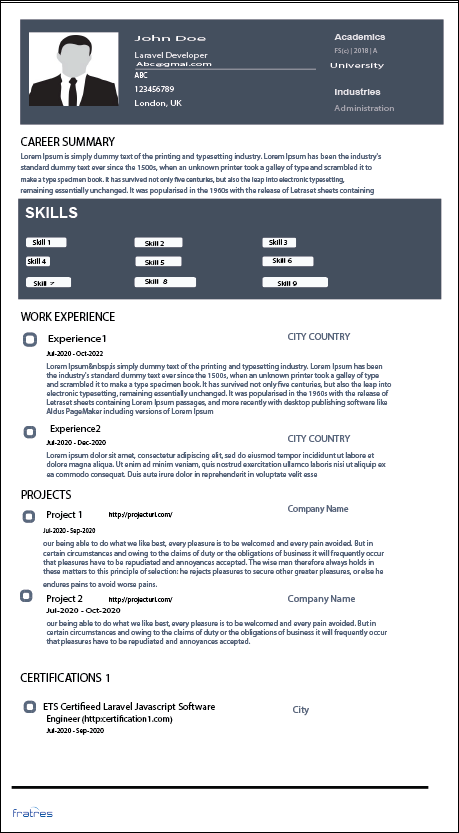 John Doe
Laravel Developer
Abc@gmai.com
ABC
123456789
London, UK
Academics
FS(c) | 2018 | A
University
Industries
Administration
CAREER SUMMARY
Lorem Ipsum is simply dummy text of the printing and typesetting industry. Lorem Ipsum has been the industry's
standard dummy text ever since the 1500s, when an unknown printer took a galley of type and scrambled it to
make a type specimen book. It has survived not only five centuries, but also the leap into electronic typesetting,
remaining essentially unchanged. It was popularised in the 1960s with the release of Letraset sheets containing
SKILLS
Skill 1
Skill 2
Skill 3
Skill 4
Skill 5
Skill 6
Skill 7
Skill 8
Skill 9
WORK EXPERIENCE
Experience1
CITY COUNTRY
Jul-2020 - Oct-2022
Lorem Ipsum&nbsp;is simply dummy text of the printing and typesetting industry. Lorem Ipsum has been
the industry's standard dummy text ever since the 1500s, when an unknown printer took a galley of type
and scrambled it to make a type specimen book. It has survived not only five centuries, but also the leap into
electronic typesetting, remaining essentially unchanged. It was popularised in the 1960s with the release of
Letraset sheets containing Lorem Ipsum passages, and more recently with desktop publishing software like
Aldus PageMaker including versions of Lorem Ipsum
Experience2
CITY COUNTRY
Jul-2020 - Dec-2020
Lorem ipsum dolor sit amet, consectetur adipiscing elit, sed do eiusmod tempor incididunt ut labore et
dolore magna aliqua. Ut enim ad minim veniam, quis nostrud exercitation ullamco laboris nisi ut aliquip ex
ea commodo consequat. Duis aute irure dolor in reprehenderit in voluptate velit esse
PROJECTS
Project 1 http://projecturl.com/
Company Name
Jul-2020 - Sep-2020
our being able to do what we like best, every pleasure is to be welcomed and every pain avoided. But in
certain circumstances and owing to the claims of duty or the obligations of business it will frequently occur
that pleasures have to be repudiated and annoyances accepted. The wise man therefore always holds in
these matters to this principle of selection: he rejects pleasures to secure other greater pleasures, or else he
endures pains to avoid worse pains.
Project 2 http://projecturl.com/
Company Name
Jul-2020 - Oct-2020
our being able to do what we like best, every pleasure is to be welcomed and every pain avoided. But in
certain circumstances and owing to the claims of duty or the obligations of business it will frequently occur
that pleasures have to be repudiated and annoyances accepted.
CERTIFICATIONS 1
ETS Certifieed Laravel Javascript Software
Engineer (http:certification1.com)
City
Jul-2020 - Sep-2020
fratres